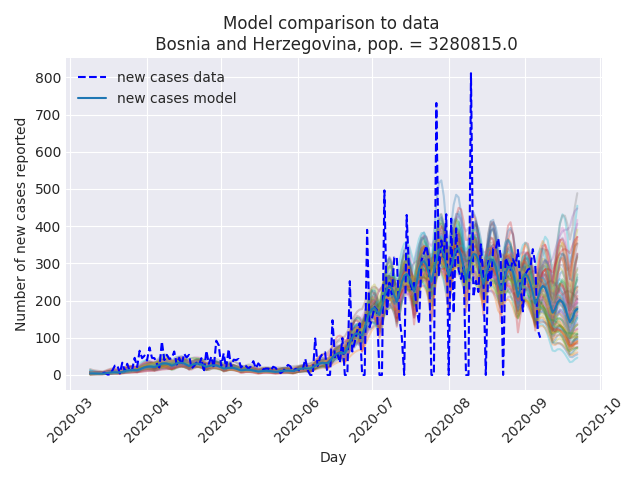 Model comparison to data
Bosnia and Herzegovina, pop. = 3280815.0
new cases data
new cases model
Number of new cases reported
800
700
600
500
400
300
200
100
0
2020-03
2020-04
2020-05
2020-06
2020-07
2020-08
2020-09
2020-10
Day